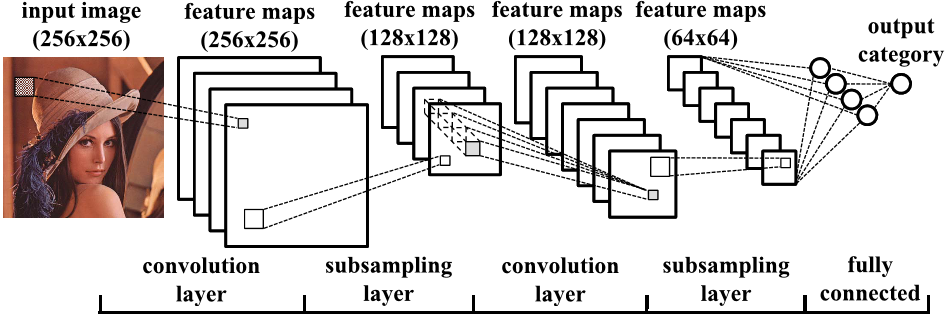 input image
(256x256)
feature maps
(256x256)
feature maps
(128x128)
feature maps
(128x128)
feature maps
(64x64)
output
category
convolution
layer
subsampling
layer
convolution
layer
subsampling
layer
fully
connected